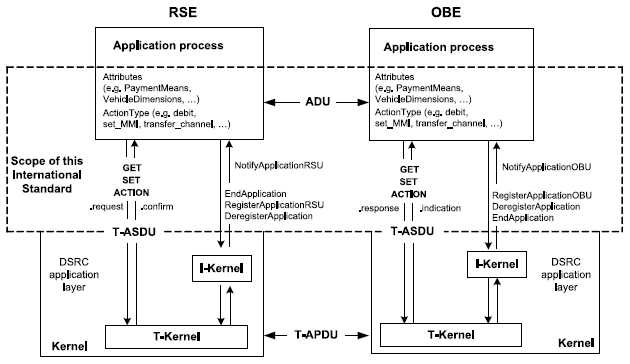 RSE
OBE
Application process
Attributes
(e.g. PaymentMeans,
VehicleDimensions, ...)
ActionType (e.g. debit,
set_MMI, transfer_channel, ...)
ADU
Application process
Attributes
(e.g. PaymentMeans,
VehicleDimensions, ...)
ActionType (e.g. debit,
set_MMI, transfer_channel, ...)
Scope of this
International
Standard
GET
SET
ACTION
.request
.confirm
T-ASDU
NotifyApplicationRSU
EndApplication
RegisterApplicationRSU
DeregisterApplication
GET
SET
ACTION
.response
.indication
T-ASDU
NotifyApplicationOBU
RegisterApplicationOBU
DeregisterApplication
EndApplication
DSRC
application
layer
I-Kernel
T-Kernel
Kernel
T-APDU
I-Kernel
DSRC
application
layer
T-Kernel
Kernel